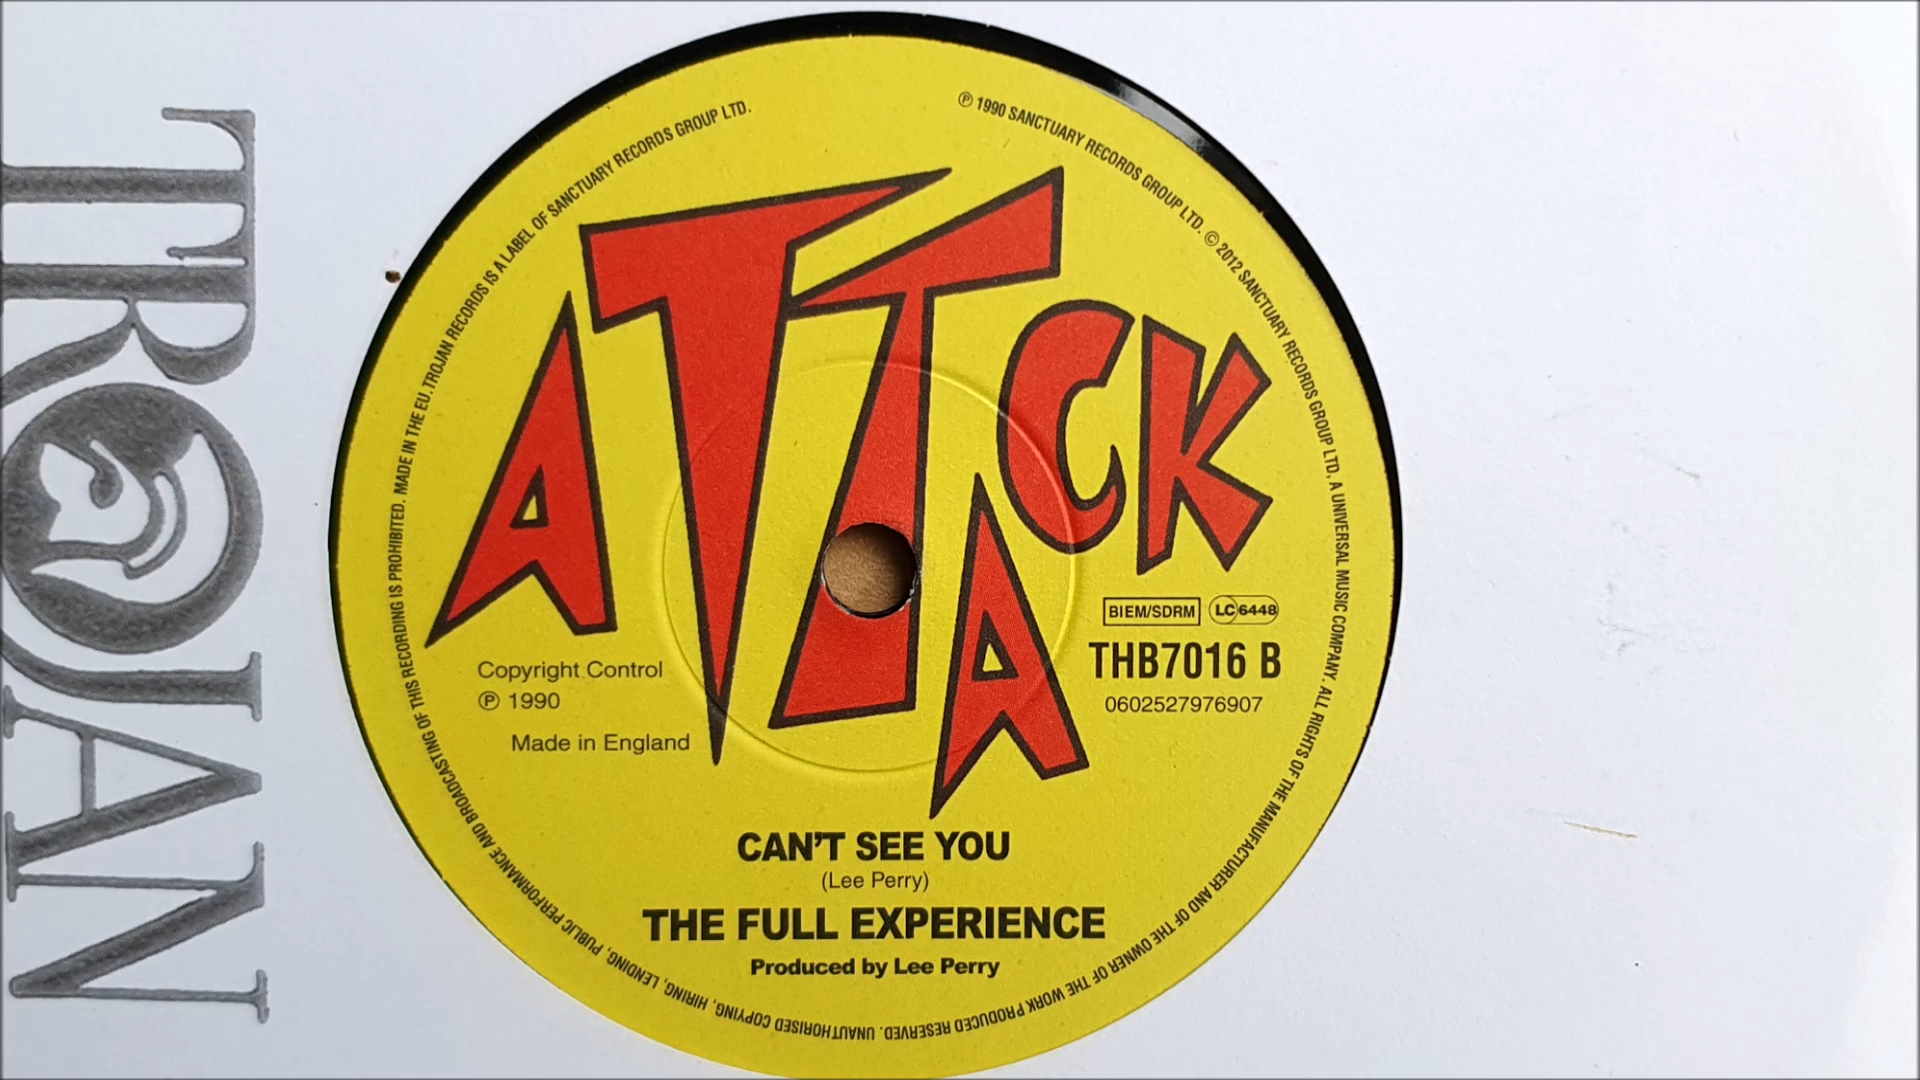 TROJAN
TROJAN RECORDS IS A LABEL OF SANCTUARY RECORDS GROUP LTD.
℗ 1990 SANCTUARY RECORDS GROUP LTD. © 2012 SANCTUARY RECORDS GROUP LTD, A UNIVERSAL MUSIC COMPANY. ALL RIGHTS OF THE MANUFACTURER AND OF THE OWNER OF THE WORK PRODUCED RESERVED. UNAUTHORISED COPYING, HIRING, LENDING, PUBLIC PERFORMANCE AND BROADCASTING OF THIS RECORDING IS PROHIBITED. MADE IN THE EU.
ATTACK
BIEM/SDRM LC6448
THB7016 B
0602527976907
Copyright Control
℗ 1990
Made in England
CAN'T SEE YOU
(Lee Perry)
THE FULL EXPERIENCE
Produced by Lee Perry